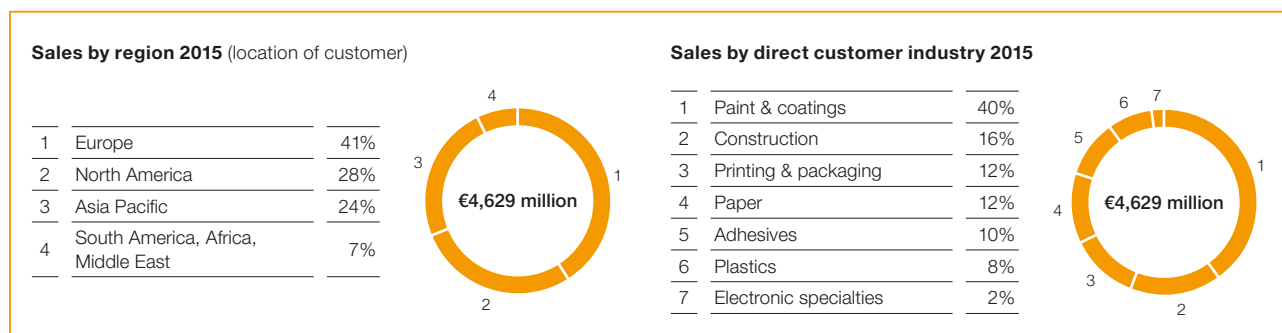 Sales by region 2015 (location of customer)
1 Europe 41%
2 North America 28%
3 Asia Pacific 24%
4 South America, Africa,
Middle East 7%
4
3
1
€4,629 million
2
Sales by direct customer industry 2015
1 Paint & coatings 40%
2 Construction 16%
3 Printing & packaging 12%
4 Paper 12%
5 Adhesives 10%
6 Plastics 8%
7 Electronic specialties 2%
7
6
5
1
4
€4,629 million
3
2